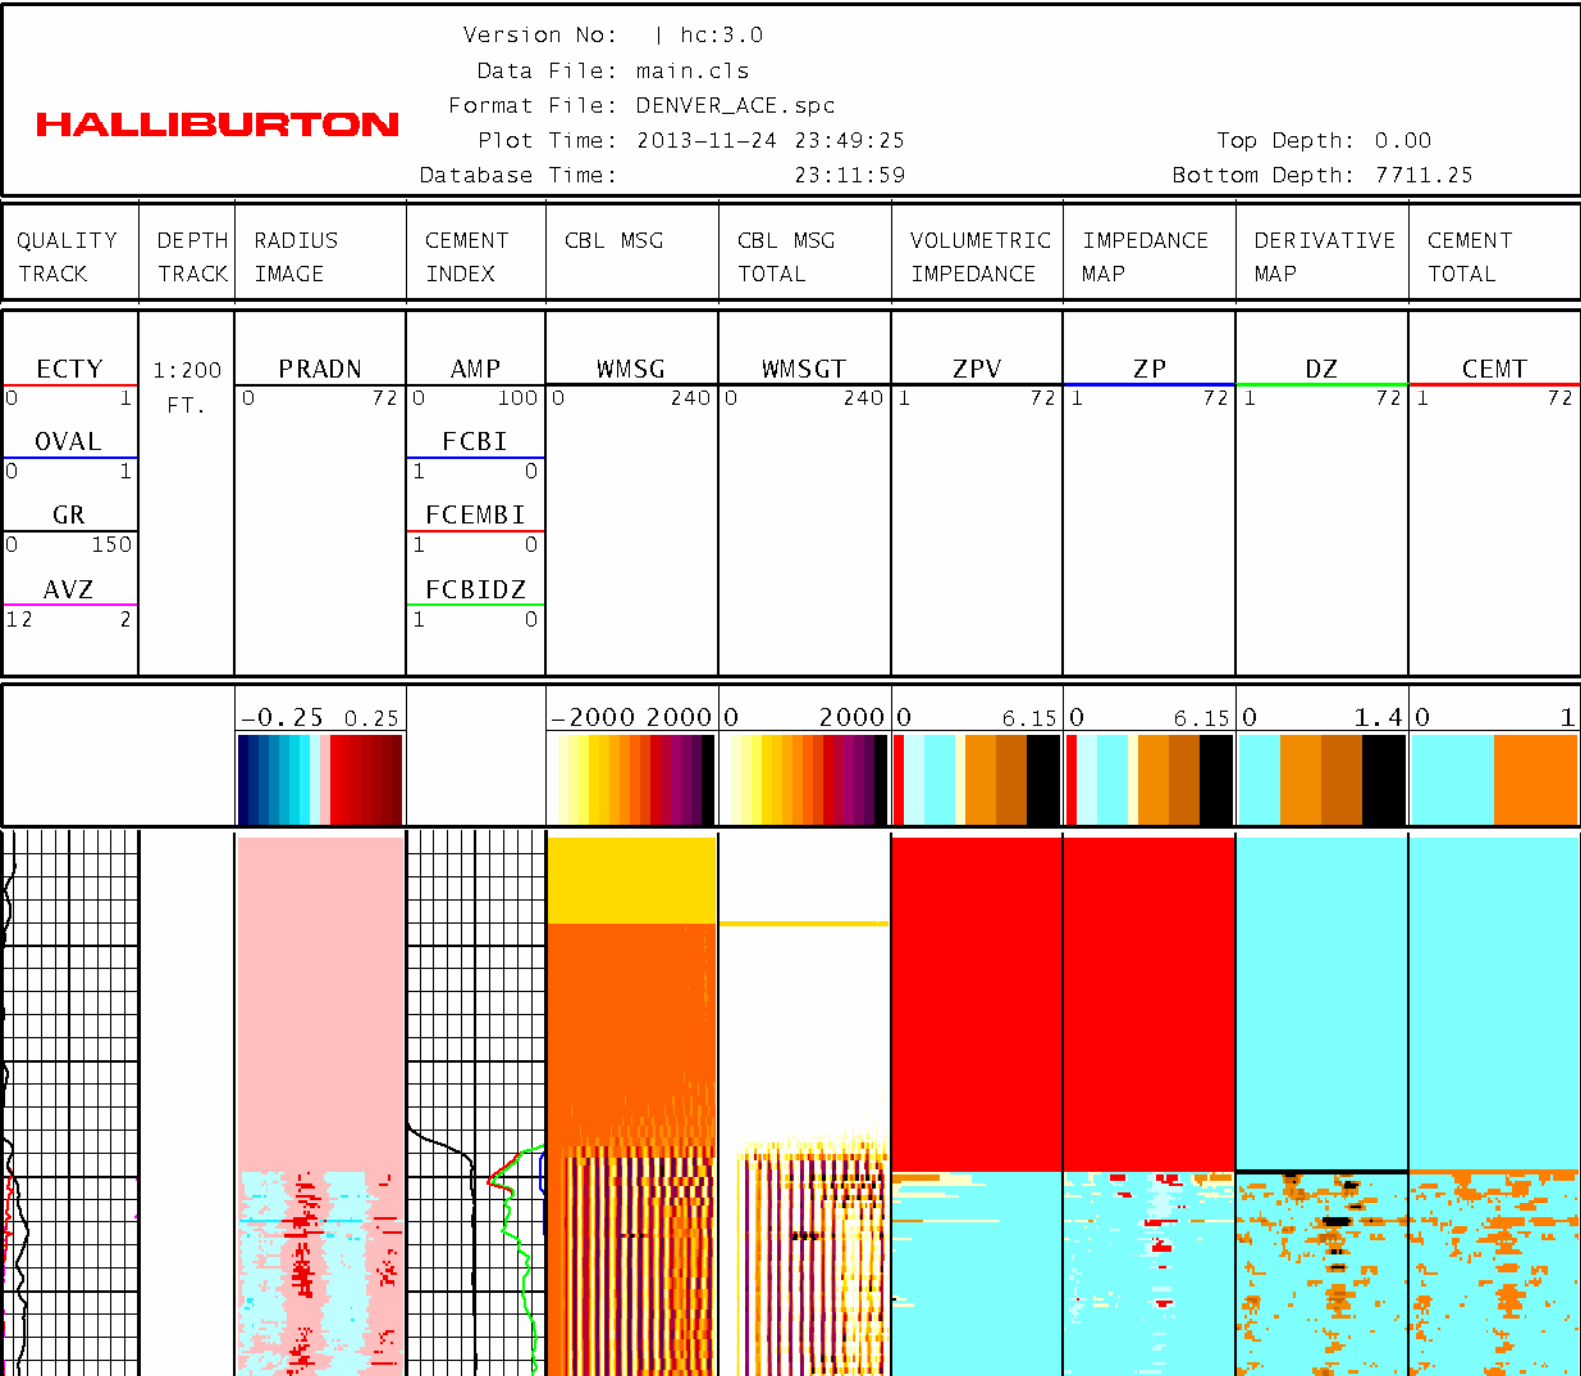 Version No:  | hc:3.0
Data File: main.cls
HALLIBURTON
Format File: DENVER_ACE.spc
Plot Time: 2013-11-24 23:49:25
Top Depth: 0.00
Database Time: 23:11:59
Bottom Depth: 7711.25
QUALITY TRACK
DEPTH TRACK
RADIUS IMAGE
CEMENT INDEX
CBL MSG
CBL MSG TOTAL
VOLUMETRIC IMPEDANCE
IMPEDANCE MAP
DERIVATIVE MAP
CEMENT TOTAL
ECTY
0 1
OVAL
0 1
GR
0 150
AVZ
12 2
1:200
FT.
PRADN
0 72
AMP
0 100
FCBI
1 0
FCEMBI
1 0
FCBIDZ
1 0
WMSG
0 240
WMSGT
0 240
ZPV
1 72
ZP
1 72
DZ
1 72
CEMT
1 72
-0.25 0.25
-2000 2000
0 2000
0 6.15
0 6.15
0 1.4
0 1